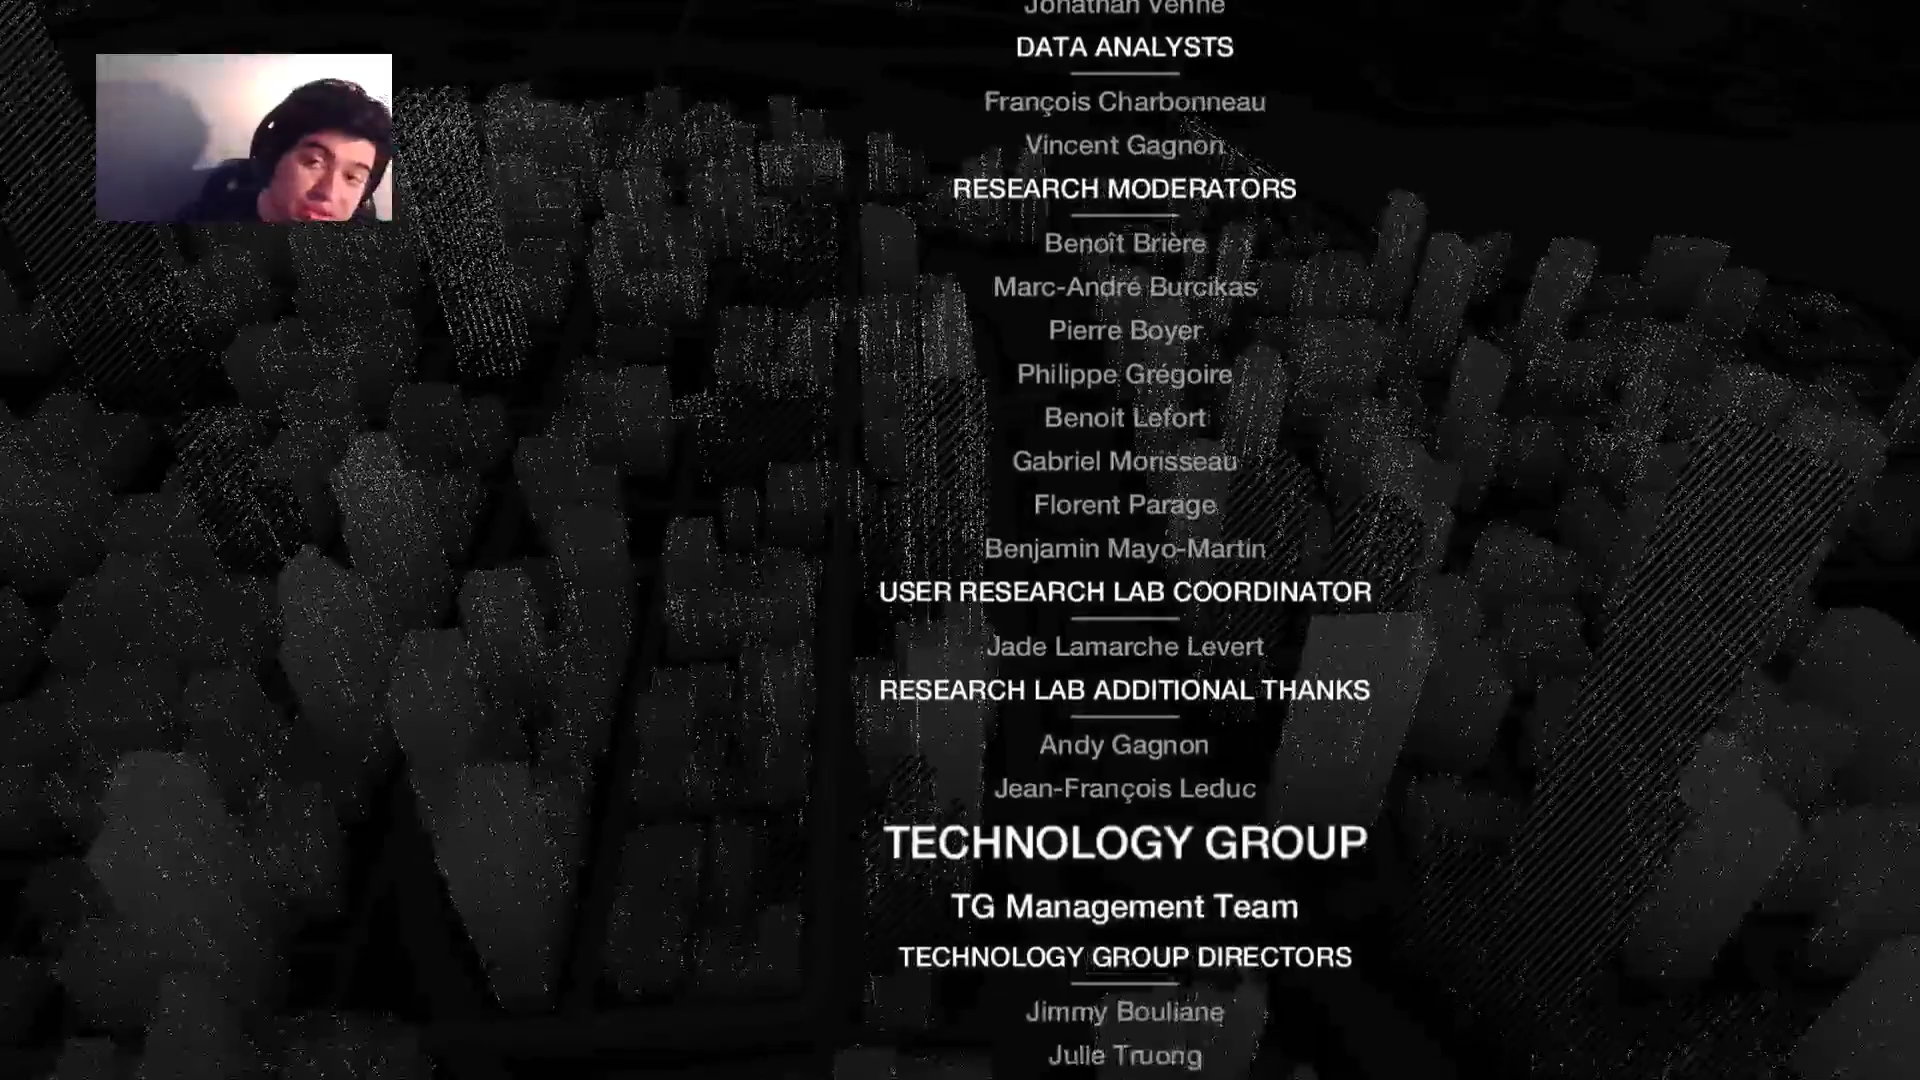 Jonathan Venne
DATA ANALYSTS
François Charbonneau
Vincent Gagnon
RESEARCH MODERATORS
Benoît Brière
Marc-André Burcikas
Pierre Boyer
Philippe Grégoire
Benoit Lefort
Gabriel Morisseau
Florent Parage
Benjamin Mayo-Martin
USER RESEARCH LAB COORDINATOR
Jade Lamarche Levert
RESEARCH LAB ADDITIONAL THANKS
Andy Gagnon
Jean-François Leduc
TECHNOLOGY GROUP
TG Management Team
TECHNOLOGY GROUP DIRECTORS
Jimmy Bouliane
Julie Truong